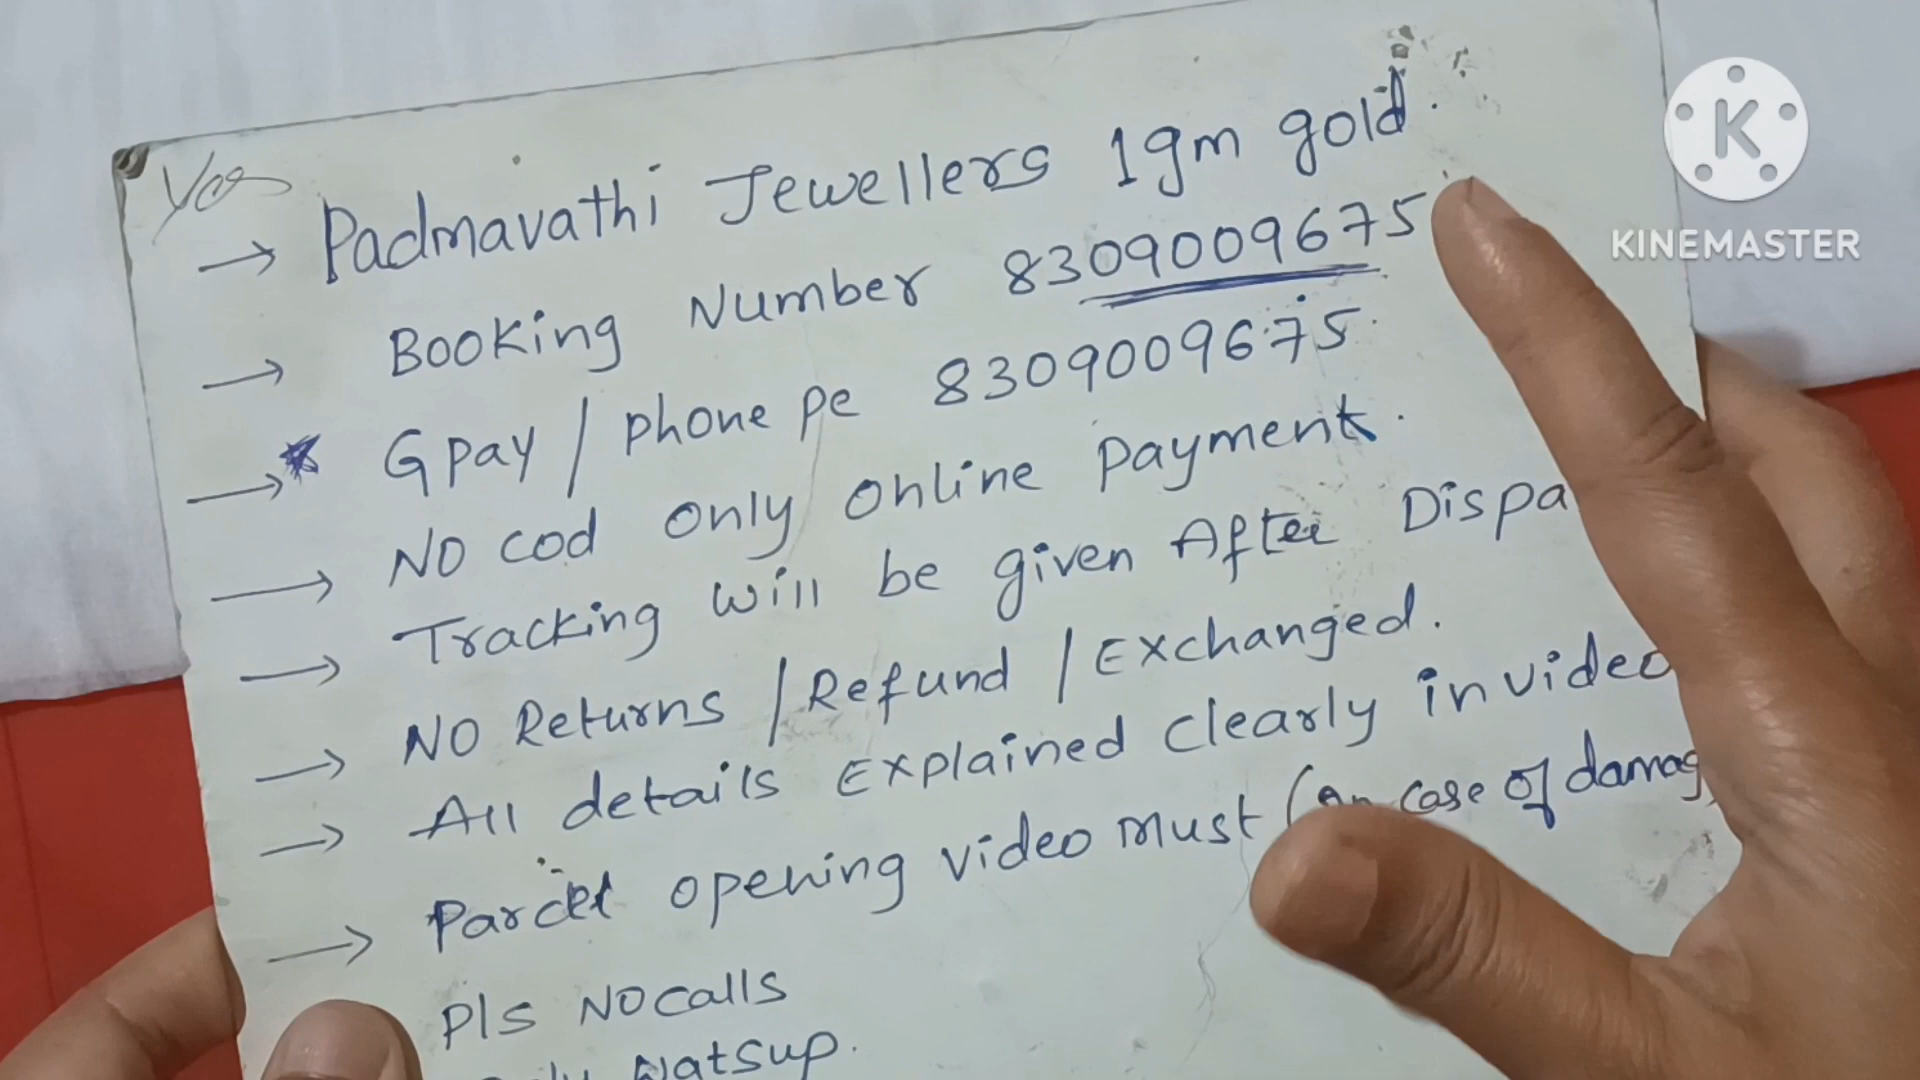 Yes
→ Padmavathi Jewellers 1gm gold.
→ Booking Number 8309009675
→ * Gpay / phone pe 8309009675.
→ NO cod only online payment.
→ Tracking will be given After Dispa
→ NO Returns / Refund / Exchanged.
→ All details Explained clearly in video
→ Parcel opening video must ( case of damag
Pls NO calls
Watsup.
K
KINEMASTER